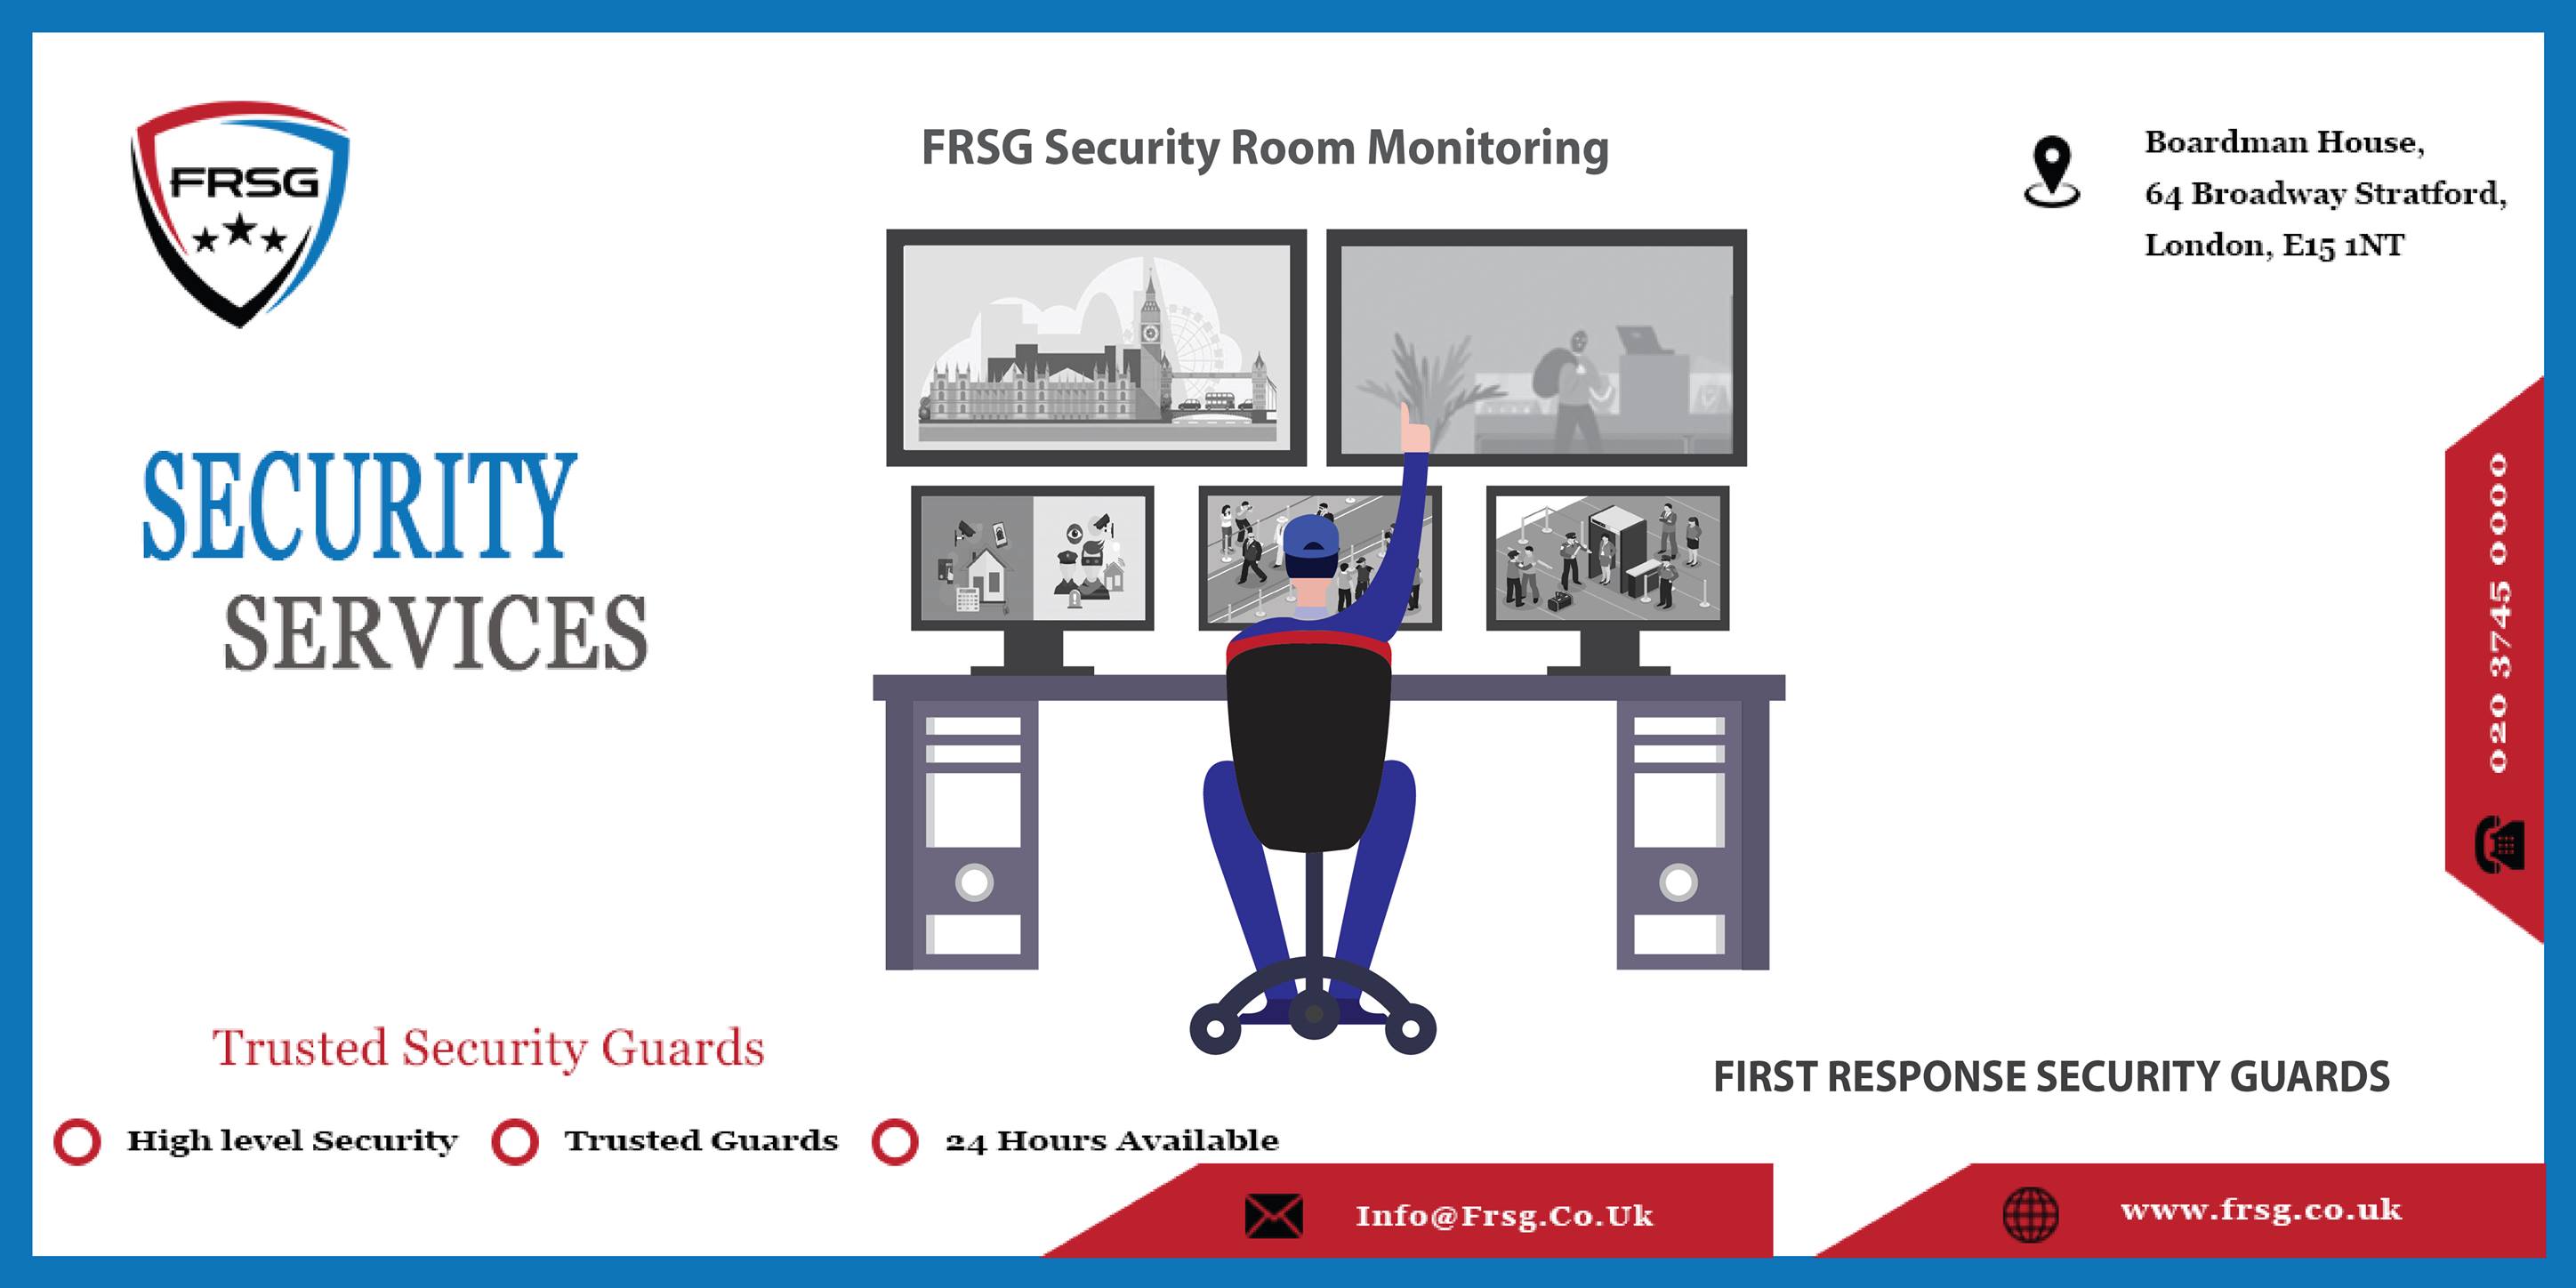 FRSG
FRSG Security Room Monitoring
Boardman House,
64 Broadway Stratford,
London, E15 1NT
SECURITY
SERVICES
020 3745 0000
Trusted Security Guards
FIRST RESPONSE SECURITY GUARDS
High level Security
Trusted Guards
24 Hours Available
Info@Frsg.Co.Uk
www.frsg.co.uk